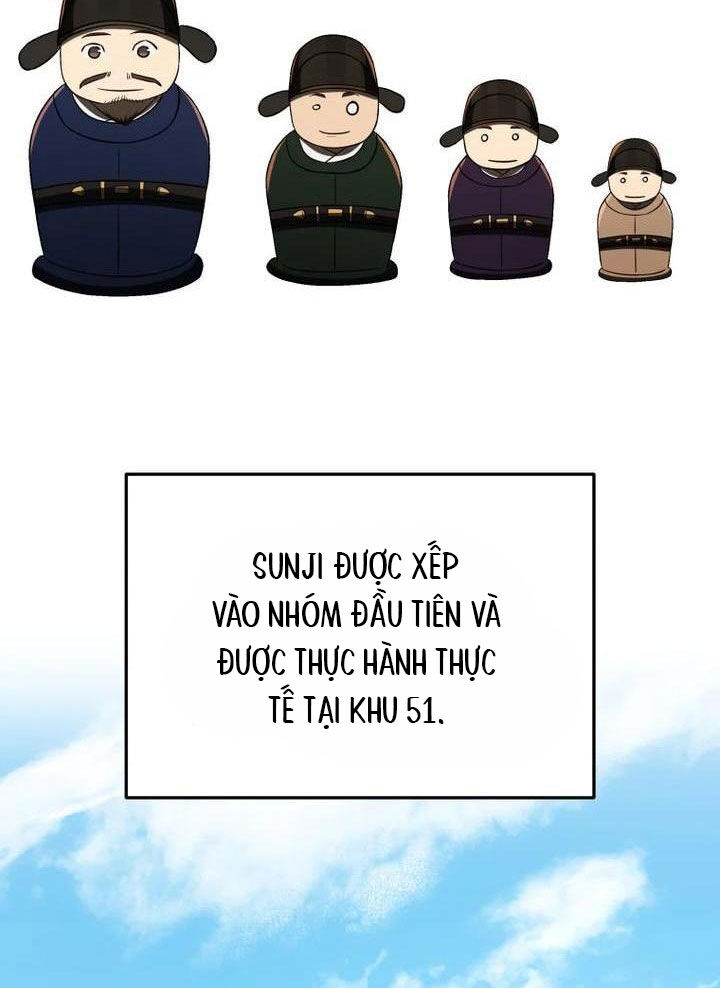 SUNJI ĐƯỢC XẾP
VÀO NHÓM ĐẦU TIÊN VÀ
ĐƯỢC THỰC HÀNH THỰC
TẾ TẠI KHU 51.